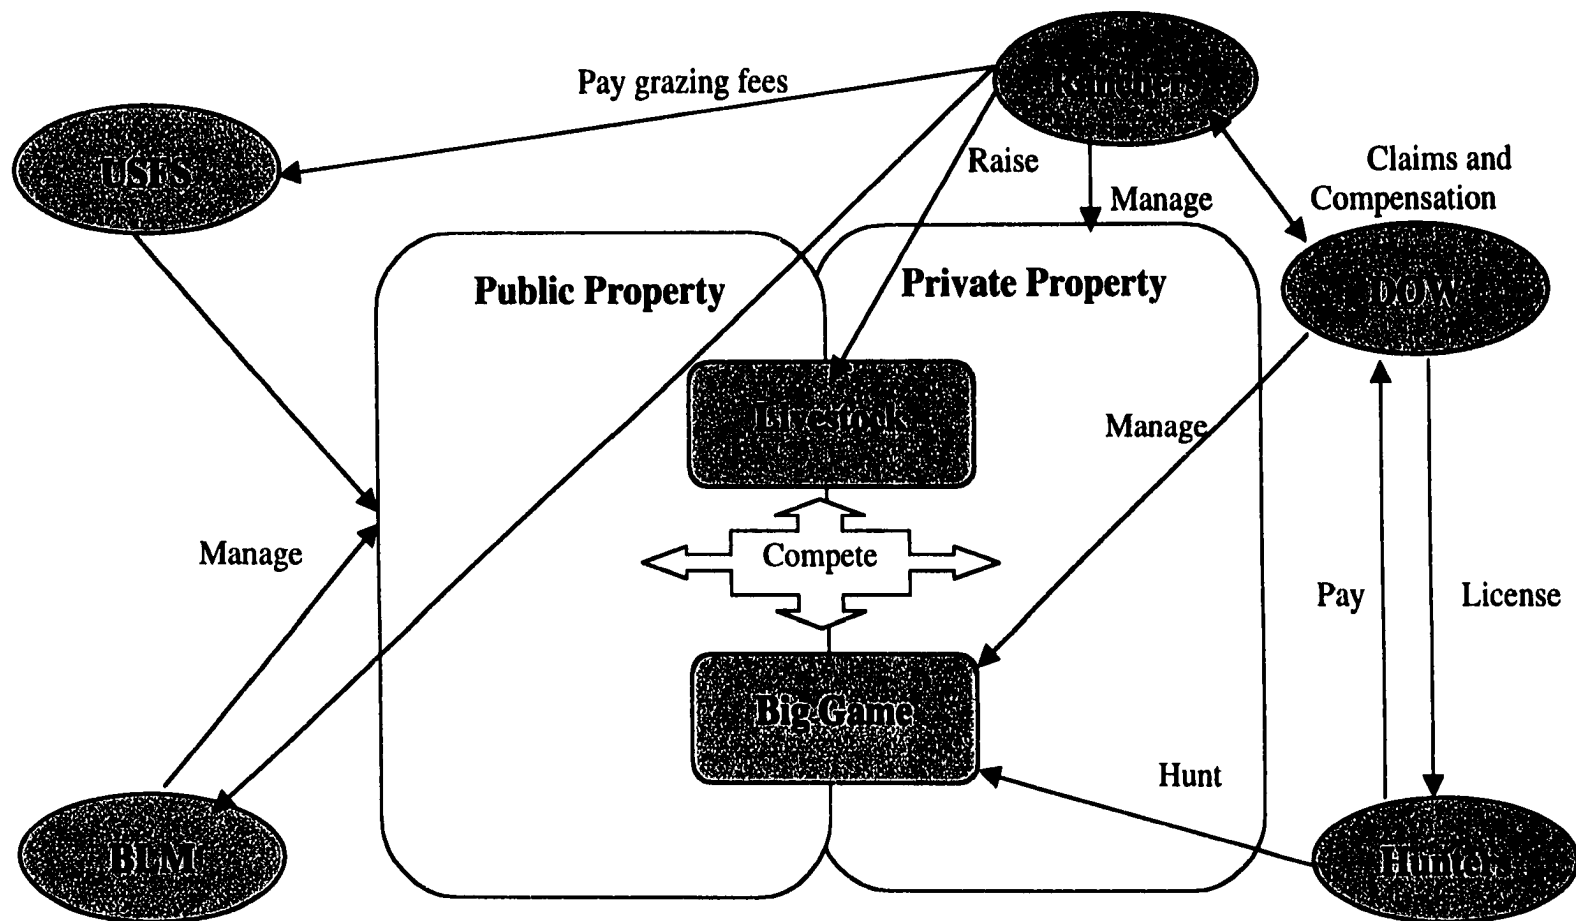 Ranchers
Pay grazing fees
USFS
Raise
Claims and
Compensation
Manage
Public Property
Private Property
DOW
Livestock
Manage
Manage
Compete
Pay
License
Big Game
Hunt
BLM
Hunters